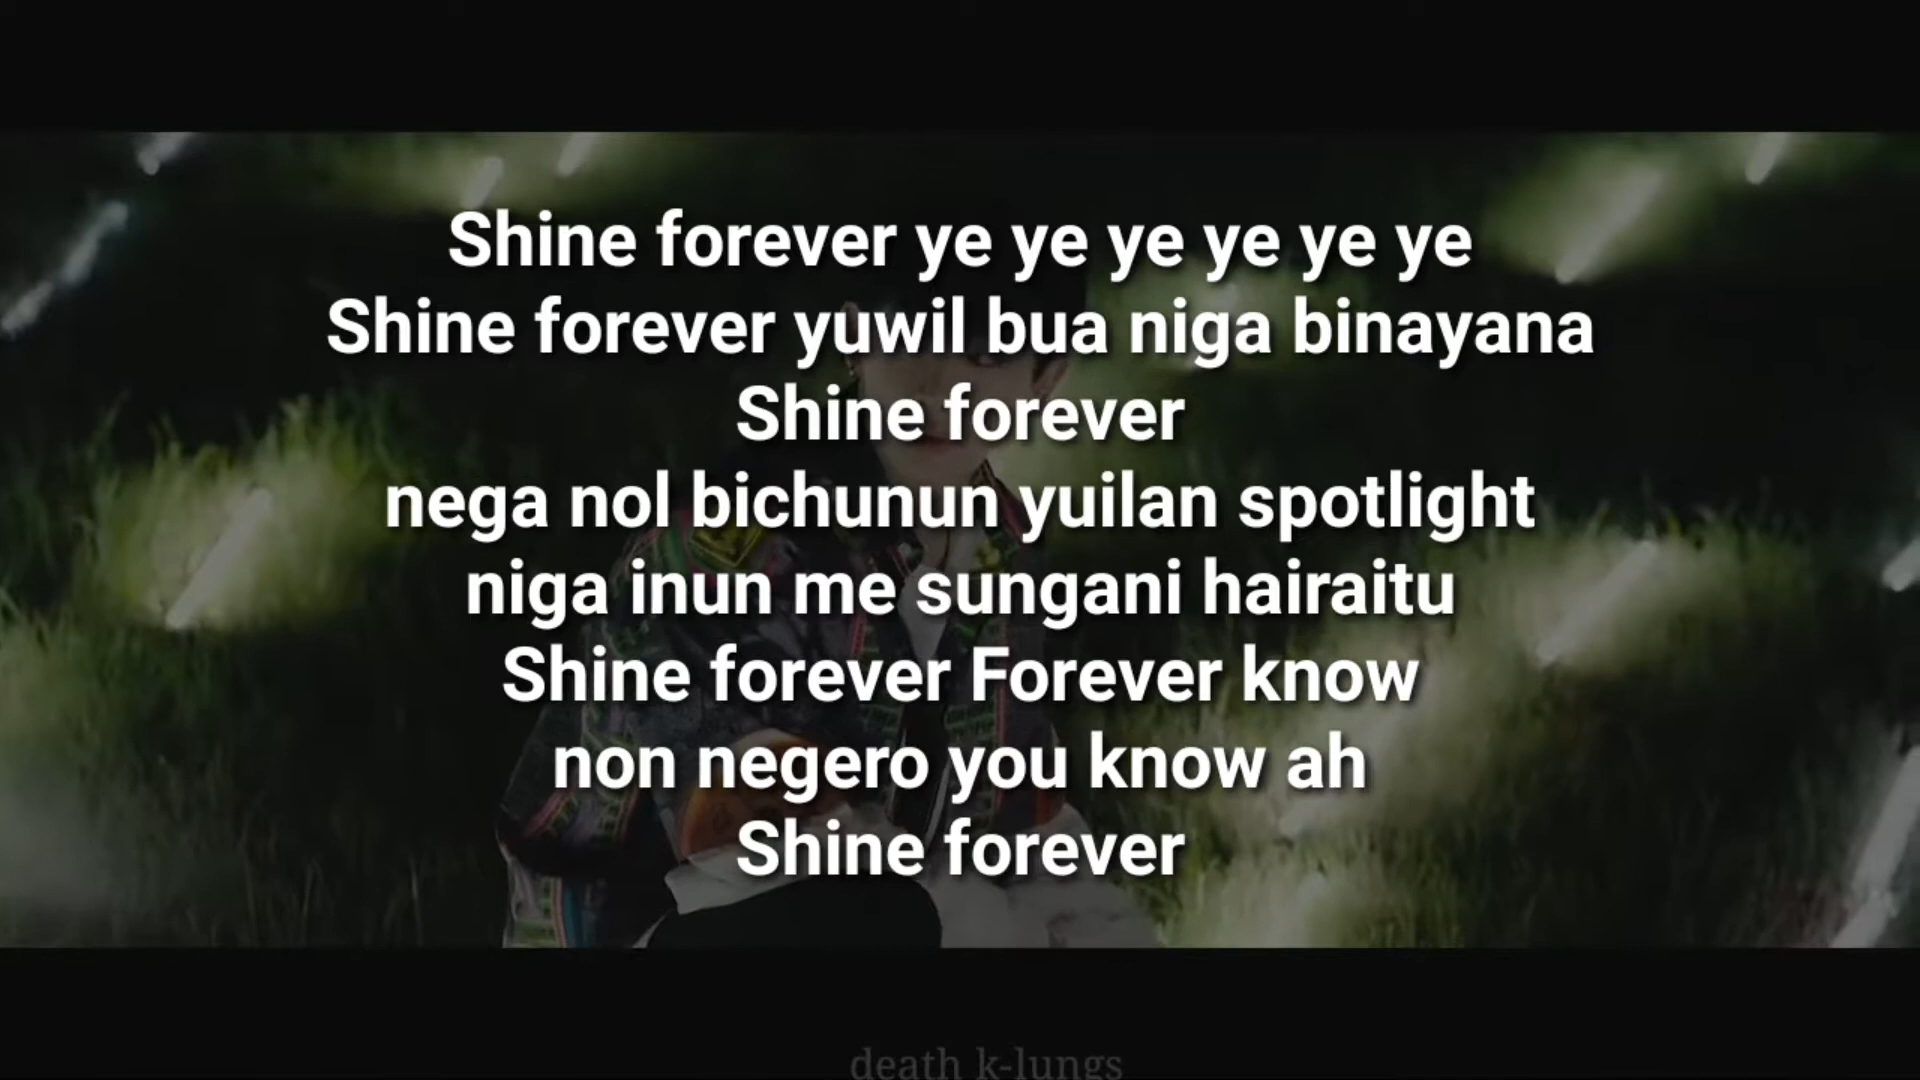 Shine forever ye ye ye ye ye ye
Shine forever yuwil bua niga binayana
Shine forever
nega nol bichunun yuilan spotlight
niga inun me sungani hairaitu
Shine forever Forever know
non negero you know ah
Shine forever
death k-lungs